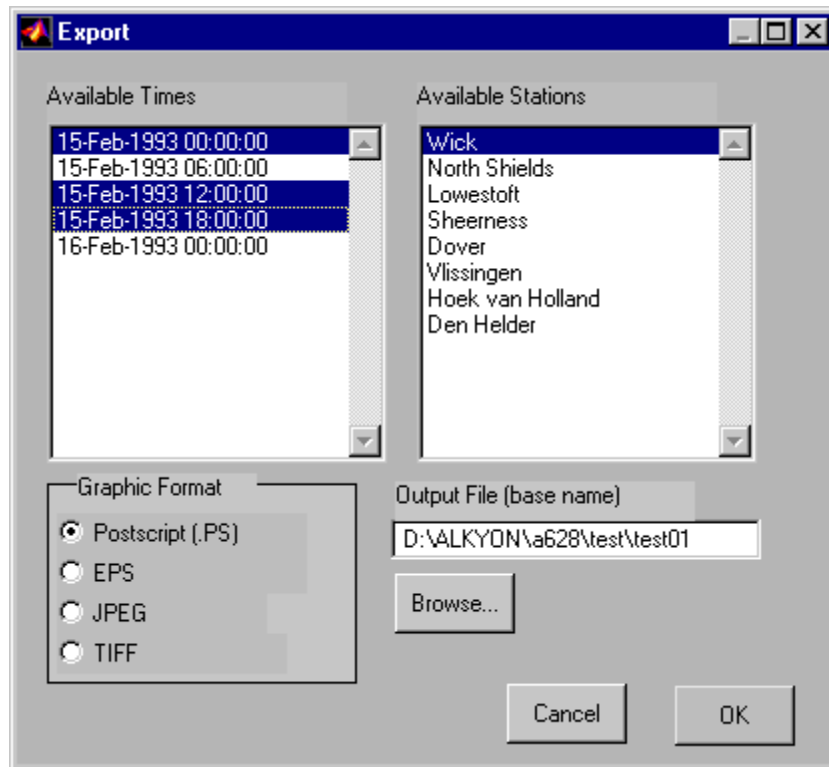 Export
Available Times
15-Feb-1993 00:00:00
15-Feb-1993 06:00:00
15-Feb-1993 12:00:00
15-Feb-1993 18:00:00
16-Feb-1993 00:00:00
Available Stations
Wick
North Shields
Lowestoft
Sheerness
Dover
Vlissingen
Hoek van Holland
Den Helder
Graphic Format
Postscript (.PS)
EPS
JPEG
TIFF
Output File (base name)
D:\ALKYON\a628\test\test01
Browse...
Cancel
OK